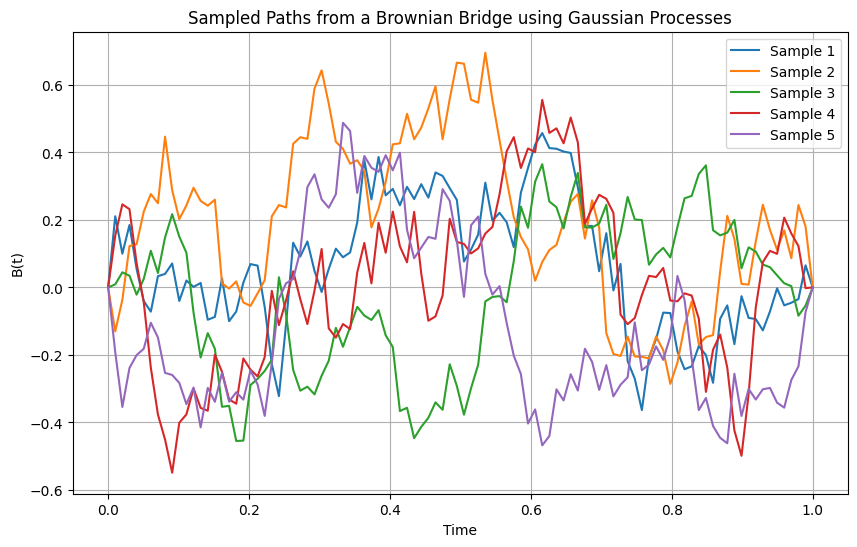 Sampled Paths from a Brownian Bridge using Gaussian Processes
Sample 1
Sample 2
Sample 3
Sample 4
Sample 5
B(t)
0.6
0.4
0.2
0.0
−0.2
−0.4
−0.6
0.0 0.2 0.4 0.6 0.8 1.0
Time